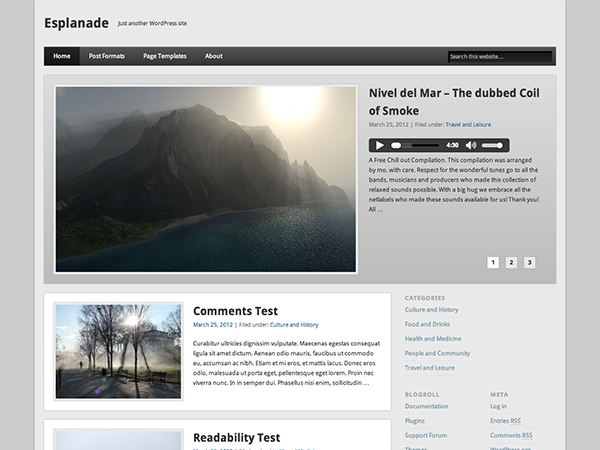 Esplanade
Just another WordPress site
Home
Post Formats
Page Templates
About
Search this website...
Nivel del Mar – The dubbed Coil
of Smoke
March 25, 2012 | Filed under: Travel and Leisure
4:30
A Free Chill out Compilation. This compilation was arranged
by mo. with care. Respect for the wonderful tunes go to all the
bands, musicians and producers who made this collection of
relaxed sounds possible. With a big hug we embrace all the
netlabels who made these sounds available for us! Thank you!
All …
1 2 3
Comments Test
March 25, 2012 | Filed under: Culture and History
Curabitur ultricies dignissim vulputate. Maecenas egestas consequat
ligula sit amet dictum. Aenean odio mauris, faucibus ut commodo
eu, accumsan ac nibh. Etiam et mi eros, et mattis lacus. Donec eros
odio, malesuada ut porta eget, pellentesque eget lorem. Proin nec
viverra nunc. In in semper dui. Phasellus nisi enim, sollicitudin …
Readability Test
CATEGORIES
Culture and History
Food and Drinks
Health and Medicine
People and Community
Travel and Leisure
BLOGROLL
Documentation
Plugins
Support Forum
Themes
META
Log in
Entries RSS
Comments RSS
WordPress.org